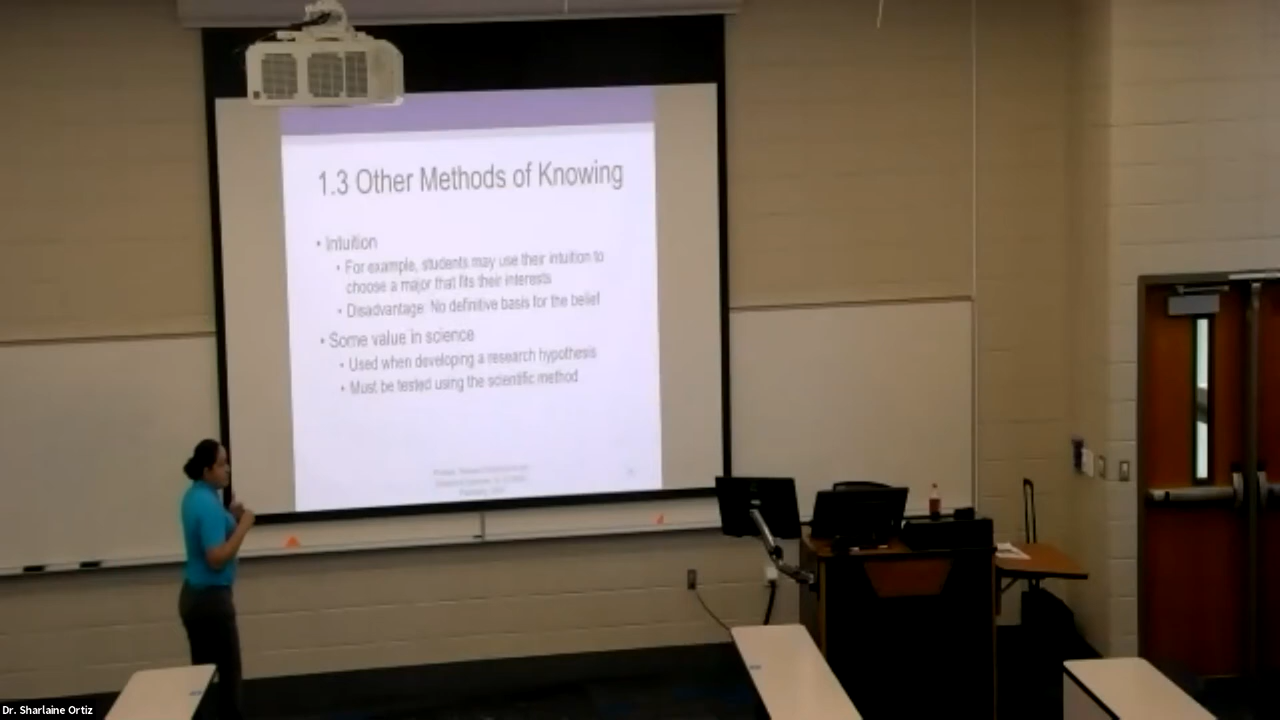 1.3 Other Methods of Knowing
• Intuition
• For example, students may use their intuition to
choose a major that fits their interests
• Disadvantage: No definitive basis for the belief
• Some value in science
• Used when developing a research hypothesis
• Must be tested using the scientific method
Dr. Sharlaine Ortiz